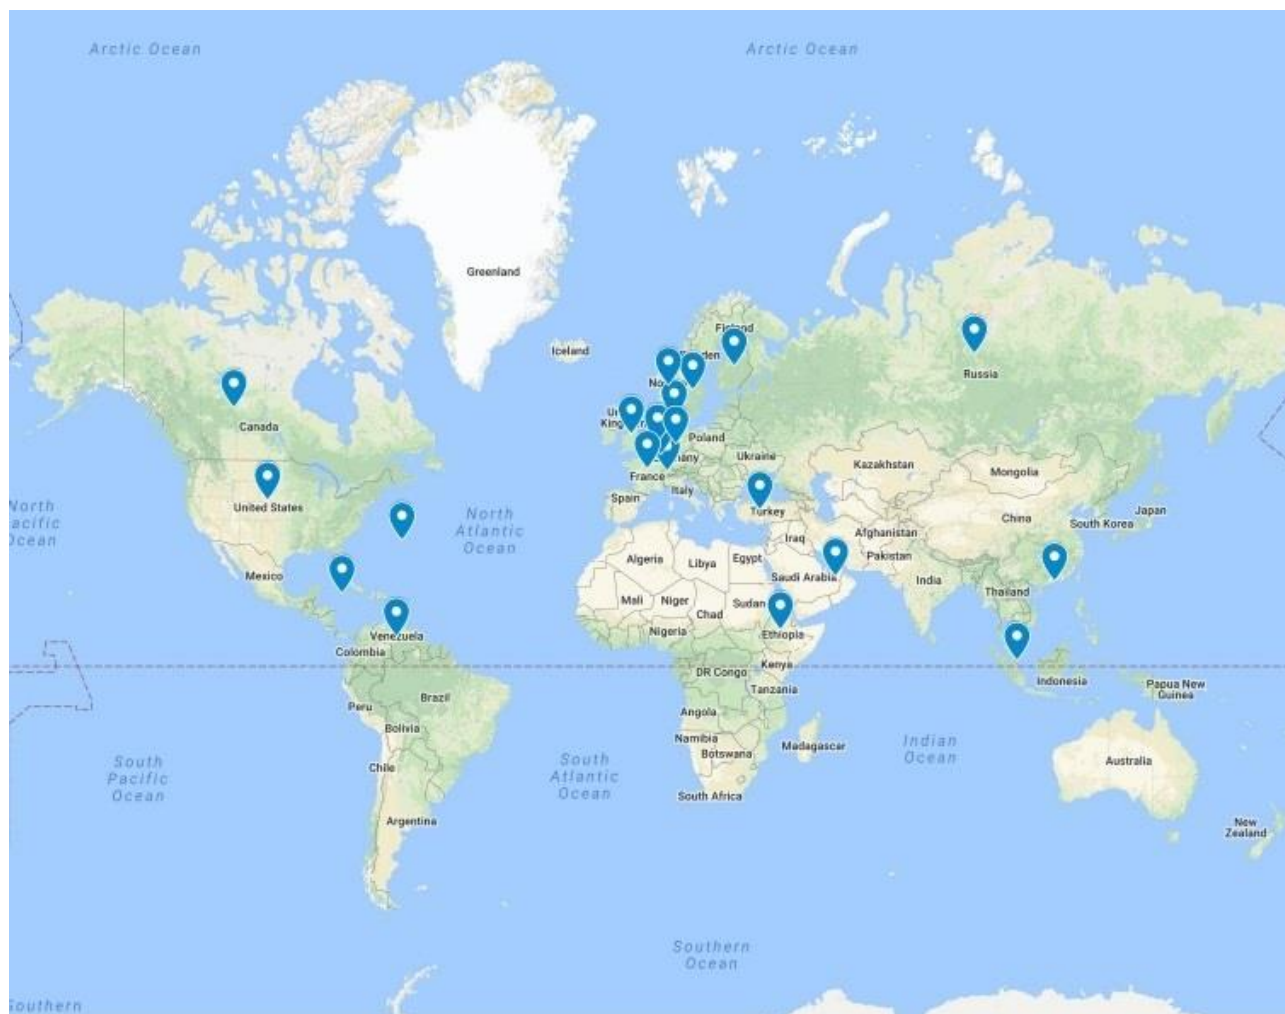 Arctic Ocean
Arctic Ocean
Greenland
Iceland
Canada
United States
Mexico
North
Atlantic
Ocean
Venezuela
Colombia
Brazil
Peru
Bolivia
Chile
Argentina
South
Pacific
Ocean
South
Atlantic
Ocean
Russia
Poland
Ukraine
France
Spain
Italy
Turkey
Kazakhstan
Mongolia
China
Japan
South Korea
Afghanistan
Pakistan
India
Iraq
Saudi Arabia
Thailand
Algeria
Libya
Egypt
Mali
Niger
Chad
Sudan
Nigeria
Ethiopia
DR Congo
Kenya
Tanzania
Angola
Namibia
Botswana
Madagascar
South Africa
Indonesia
Papua New
Guinea
Indian
Ocean
Australia
New
Zealand
Southern
Ocean
Southern